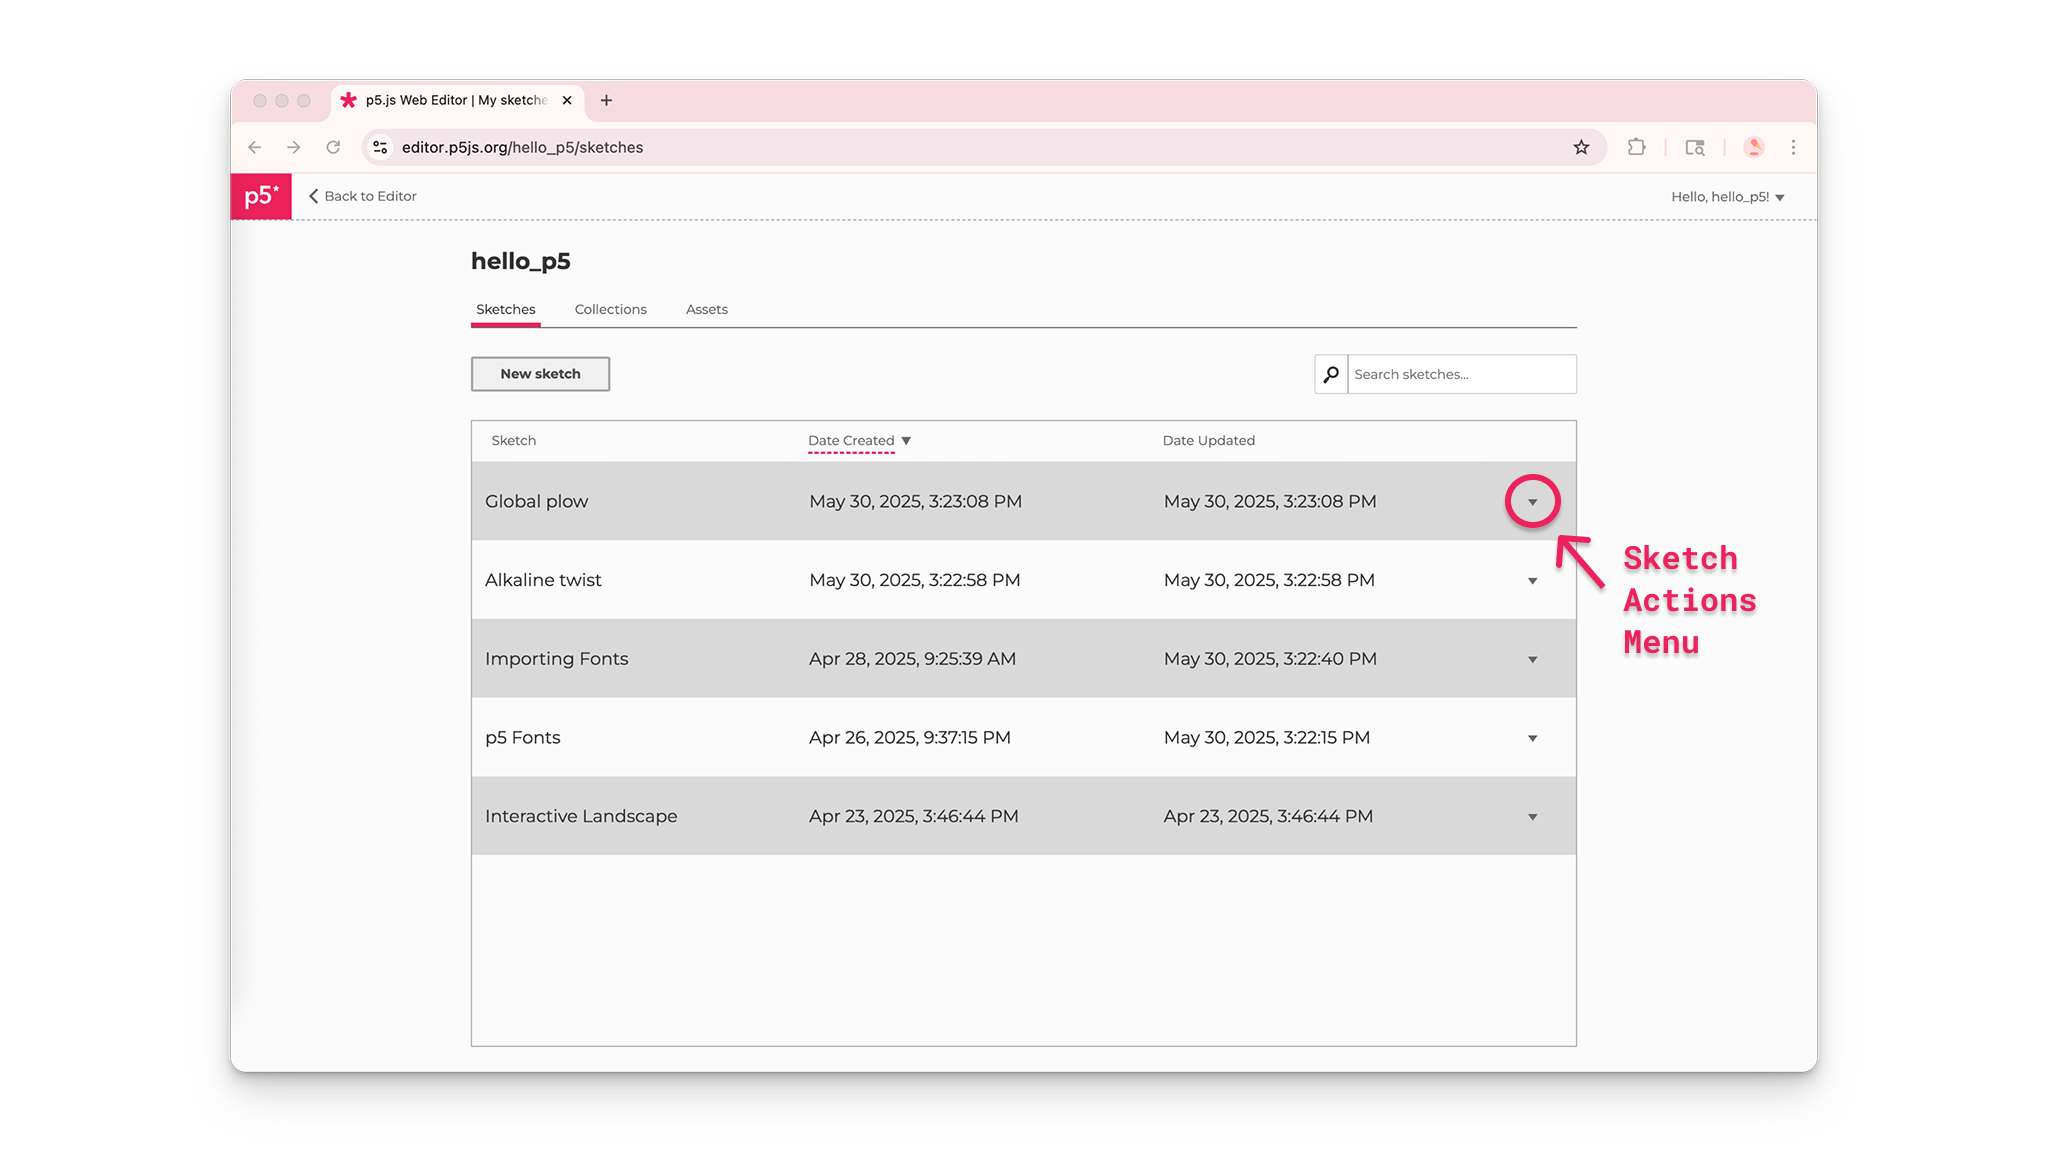 p5.js Web Editor | My sketche
editor.p5js.org/hello_p5/sketches
p5* Back to Editor Hello, hello_p5!
hello_p5
Sketches Collections Assets
New sketch Search sketches...
Sketch Date Created Date Updated
Global plow May 30, 2025, 3:23:08 PM May 30, 2025, 3:23:08 PM
Alkaline twist May 30, 2025, 3:22:58 PM May 30, 2025, 3:22:58 PM
Importing Fonts Apr 28, 2025, 9:25:39 AM May 30, 2025, 3:22:40 PM
p5 Fonts Apr 26, 2025, 9:37:15 PM May 30, 2025, 3:22:15 PM
Interactive Landscape Apr 23, 2025, 3:46:44 PM Apr 23, 2025, 3:46:44 PM
Sketch
Actions
Menu